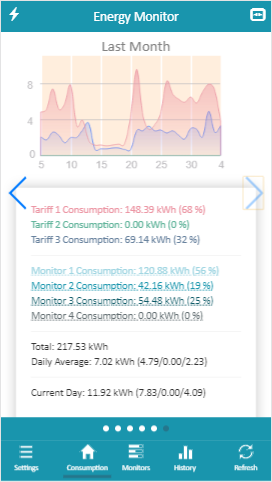 Energy Monitor
Last Month
8
4
0
5 10 15 20 25 30 4
Tariff 1 Consumption: 148.39 kWh (68 %)
Tariff 2 Consumption: 0.00 kWh (0 %)
Tariff 3 Consumption: 69.14 kWh (32 %)
Monitor 1 Consumption: 120.88 kWh (56 %)
Monitor 2 Consumption: 42.16 kWh (19 %)
Monitor 3 Consumption: 54.48 kWh (25 %)
Monitor 4 Consumption: 0.00 kWh (0 %)
Total: 217.53 kWh
Daily Average: 7.02 kWh (4.79/0.00/2.23)
Current Day: 11.92 kWh (7.83/0.00/4.09)
Settings Consumption Monitors History Refresh